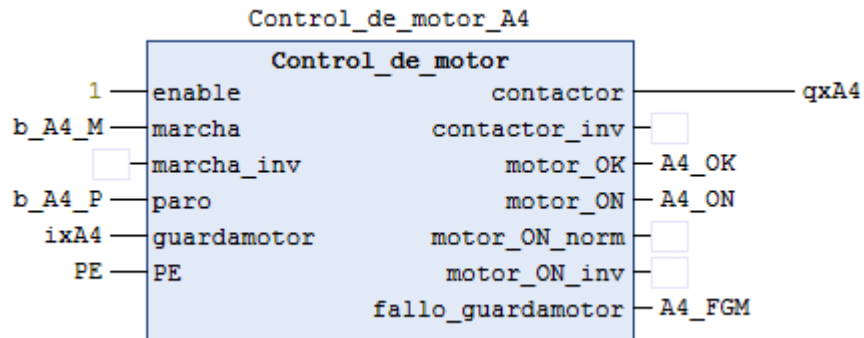 Control_de_motor_A4
Control_de_motor
1 enable contactor qxA4
b_A4_M marcha contactor_inv
marcha_inv motor_OK A4_OK
b_A4_P paro motor_ON A4_ON
ixA4 guardamotor motor_ON_norm
PE PE motor_ON_inv
fallo_guardamotor A4_FGM